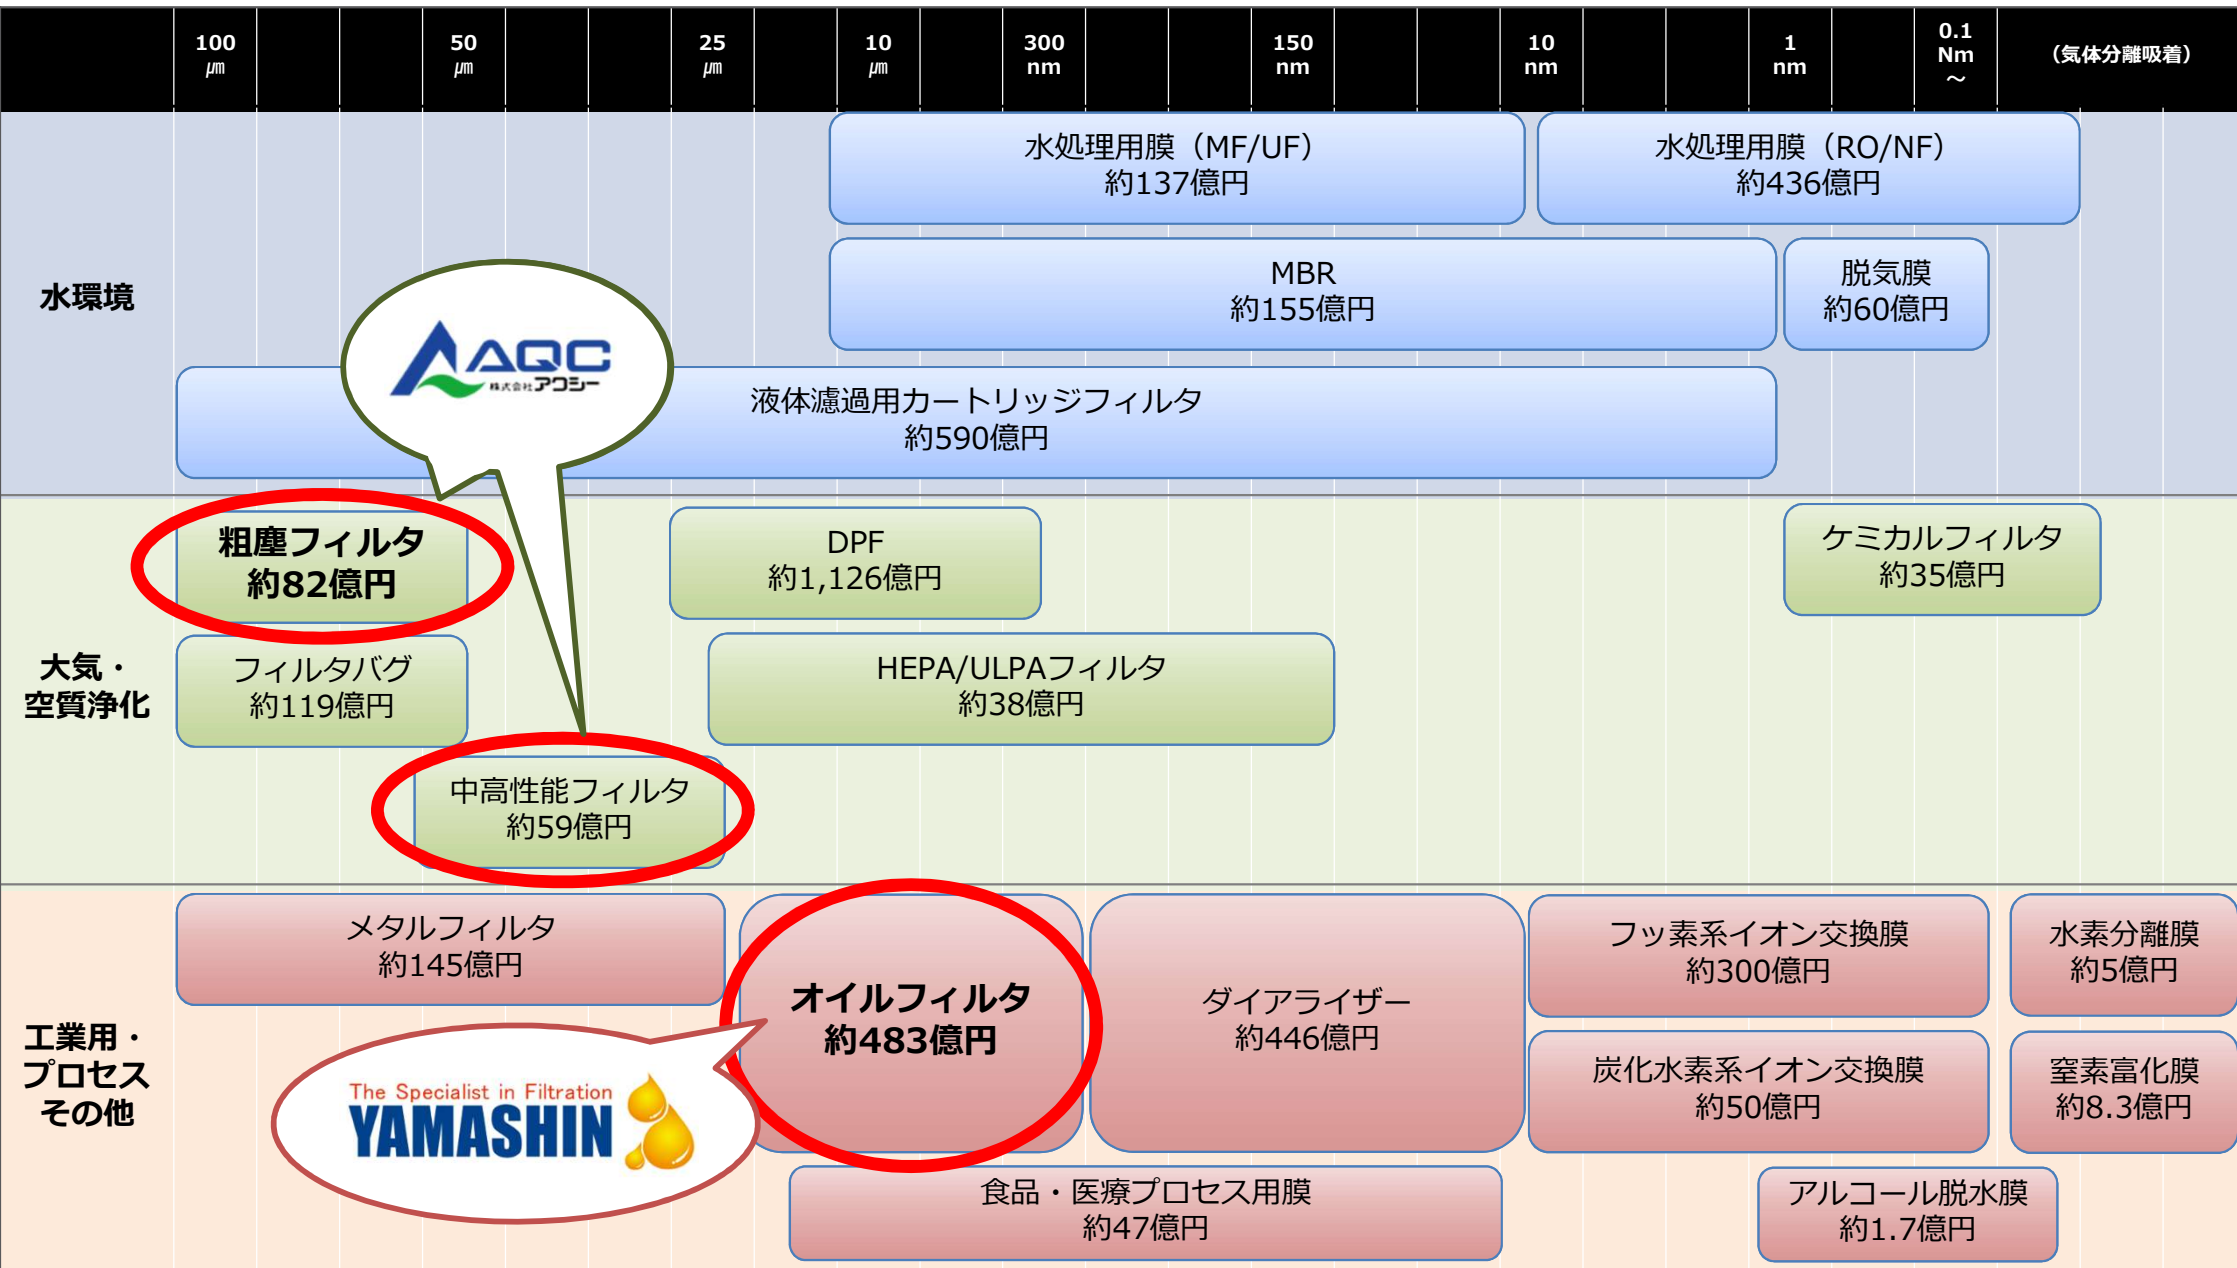 100
μm
50
μm
25
μm
10
μm
300
nm
150
nm
10
nm
1
nm
0.1
Nm
～
（気体分離吸着）
水環境
水処理用膜（MF/UF）
約137億円
水処理用膜（RO/NF）
約436億円
MBR
約155億円
脱気膜
約60億円
AQC
株式会社アクシー
液体濾過用カートリッジフィルタ
約590億円
大気・
空質浄化
粗塵フィルタ
約82億円
DPF
約1,126億円
ケミカルフィルタ
約35億円
フィルタバグ
約119億円
HEPA/ULPAフィルタ
約38億円
中高性能フィルタ
約59億円
工業用・
プロセス
その他
メタルフィルタ
約145億円
オイルフィルタ
約483億円
ダイアライザー
約446億円
フッ素系イオン交換膜
約300億円
水素分離膜
約5億円
The Specialist in Filtration
YAMASHIN
炭化水素系イオン交換膜
約50億円
窒素富化膜
約8.3億円
食品・医療プロセス用膜
約47億円
アルコール脱水膜
約1.7億円